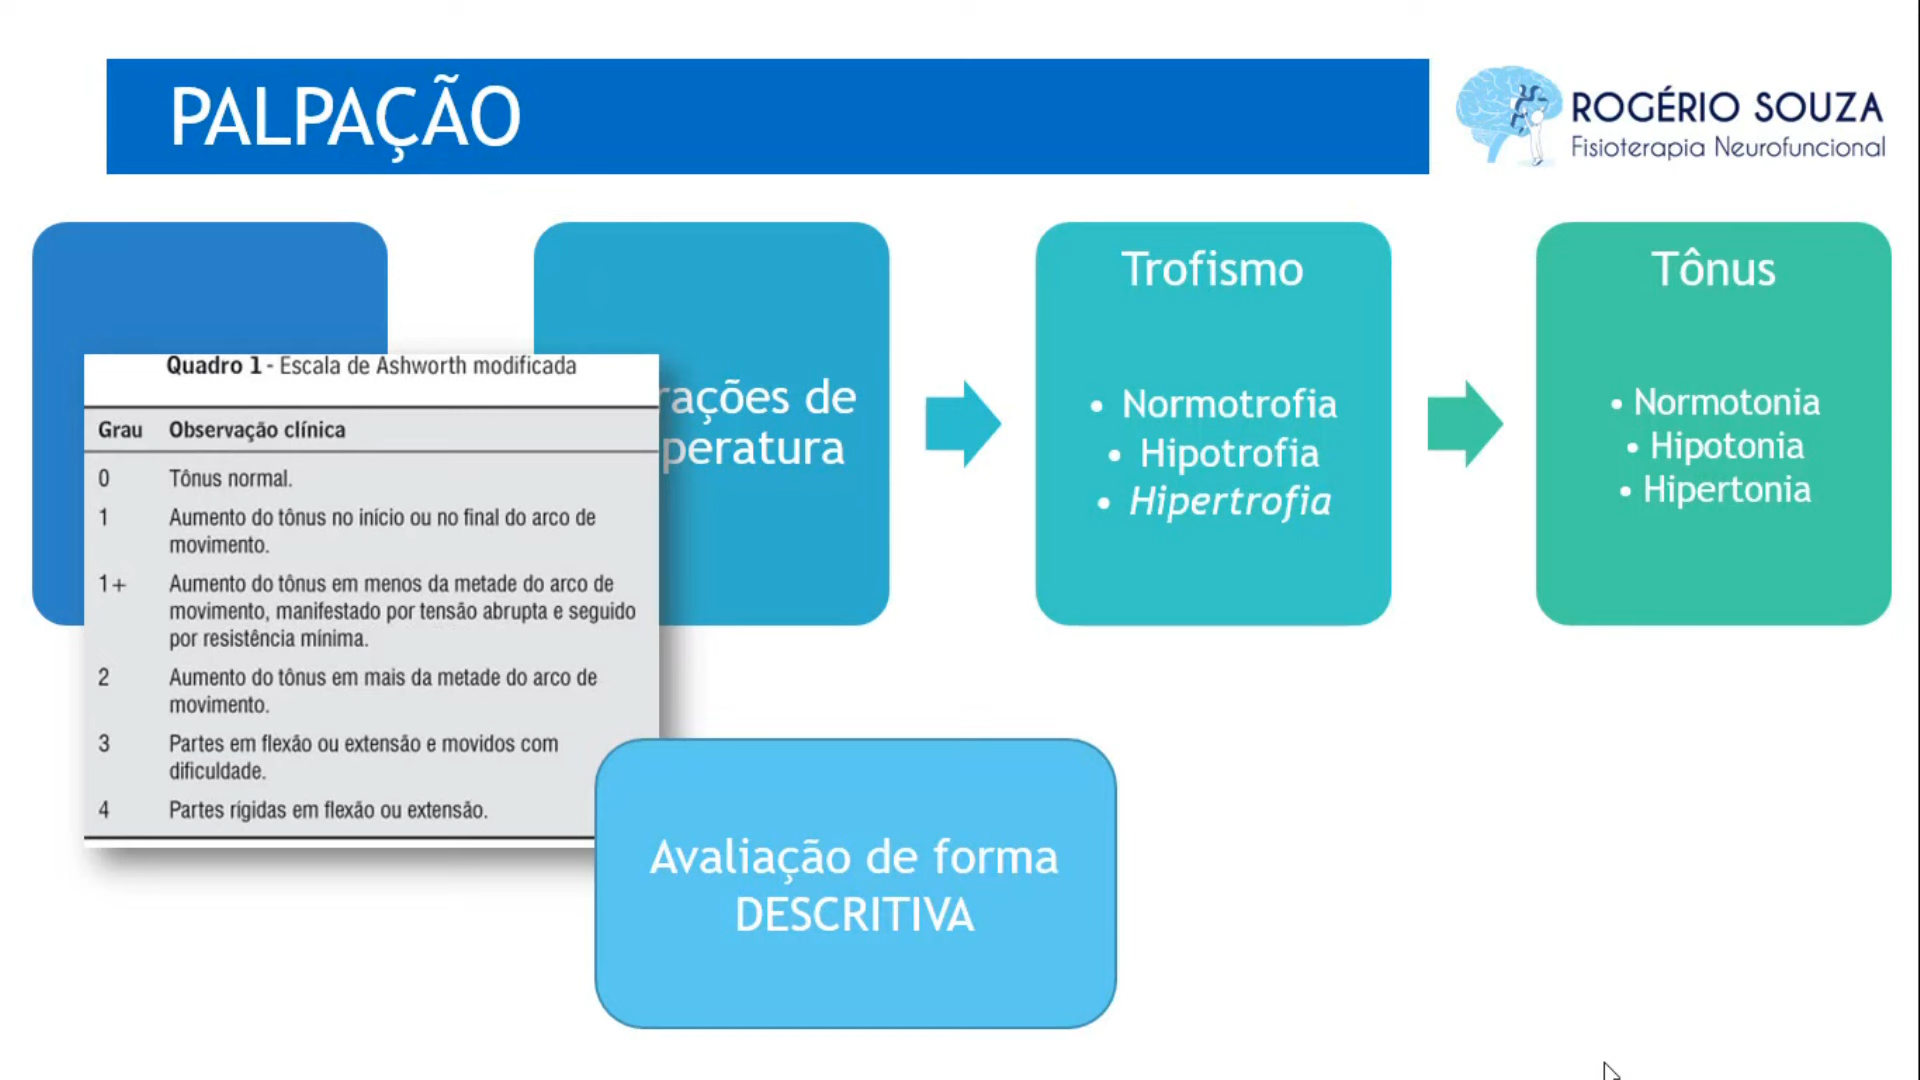 PALPAÇÃO
ROGÉRIO SOUZA
Fisioterapia Neurofuncional
Quadro 1 - Escala de Ashworth modificada
Grau Observação clínica
0 Tônus normal.
1 Aumento do tônus no início ou no final do arco de
movimento.
1+ Aumento do tônus em menos da metade do arco de
movimento, manifestado por tensão abrupta e seguido
por resistência mínima.
2 Aumento do tônus em mais da metade do arco de
movimento.
3 Partes em flexão ou extensão e movidos com
dificuldade.
4 Partes rígidas em flexão ou extensão.
rações de
peratura
Trofismo
• Normotrofia
• Hipotrofia
• Hipertrofia
Tônus
• Normotonia
• Hipotonia
• Hipertonia
Avaliação de forma
DESCRITIVA